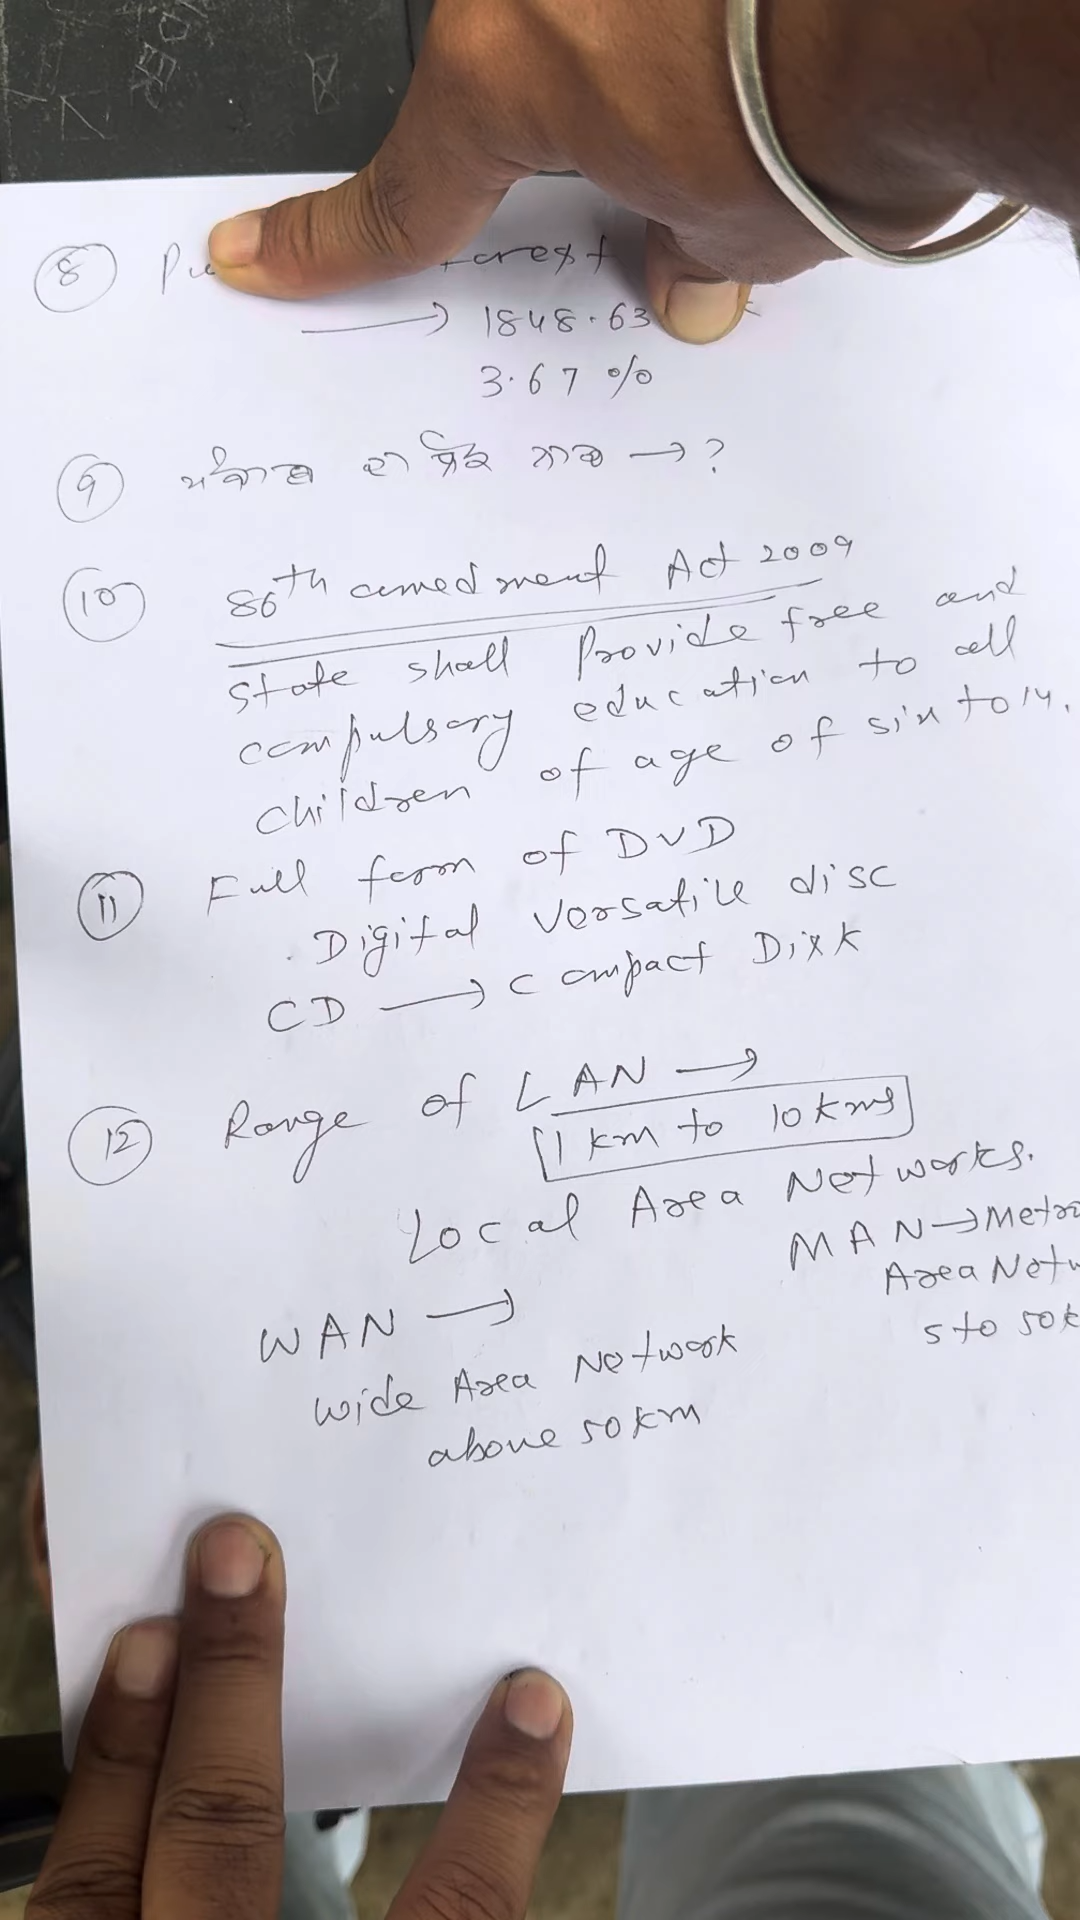 ⑧ forest
→ 1848.63
3.67 %
⑨ ਦਾ ਨਾਂਅ → ?
⑩ 86th amedment Act 2009
state shall Provide free and
compulsory education to all
children of age of six to 14.
⑪ Full form of DVD
Digital Versatile disc
CD → Compact Disk
⑫ Range of LAN →
1 km to 10 kms
Local Area Networks.
MAN → Metro
Area Netw
5 to 50k
WAN →
Wide Area Network
above 50 km